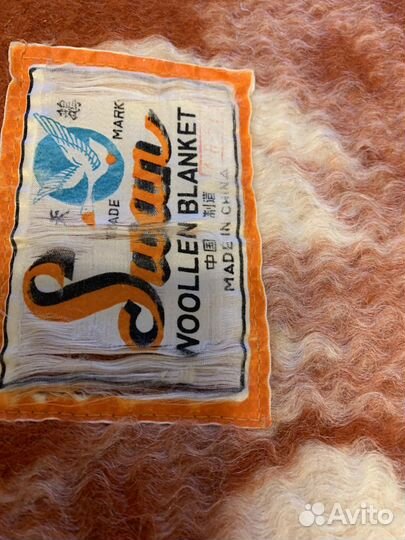 天鹅
TRADE MARK
Swan
WOOLLEN BLANKET
中国 制造
MADE IN CHINA
Avito